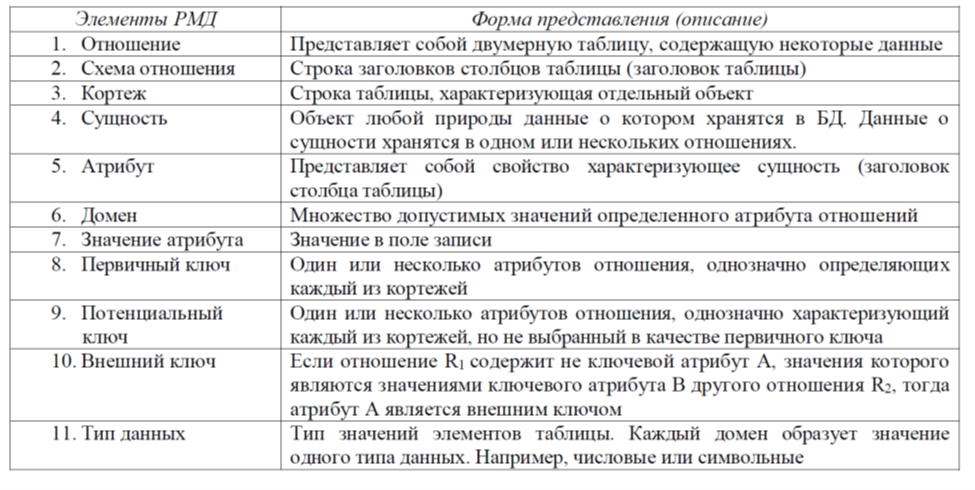 Элементы РМД Форма представления (описание)
1. Отношение Представляет собой двумерную таблицу, содержащую некоторые данные
2. Схема отношения Строка заголовков столбцов таблицы (заголовок таблицы)
3. Кортеж Строка таблицы, характеризующая отдельный объект
4. Сущность Объект любой природы данные о котором хранятся в БД. Данные о
сущности хранятся в одном или нескольких отношениях.
5. Атрибут Представляет собой свойство характеризующее сущность (заголовок
столбца таблицы)
6. Домен Множество допустимых значений определенного атрибута отношений
7. Значение атрибута Значение в поле записи
8. Первичный ключ Один или несколько атрибутов отношения, однозначно определяющих
каждый из кортежей
9. Потенциальный Один или несколько атрибутов отношения, однозначно характеризующий
ключ каждый из кортежей, но не выбранный в качестве первичного ключа
10. Внешний ключ Если отношение R₁ содержит не ключевой атрибут А, значения которого
являются значениями ключевого атрибута В другого отношения R₂, тогда
атрибут А является внешним ключом
11. Тип данных Тип значений элементов таблицы. Каждый домен образует значение
одного типа данных. Например, числовые или символьные